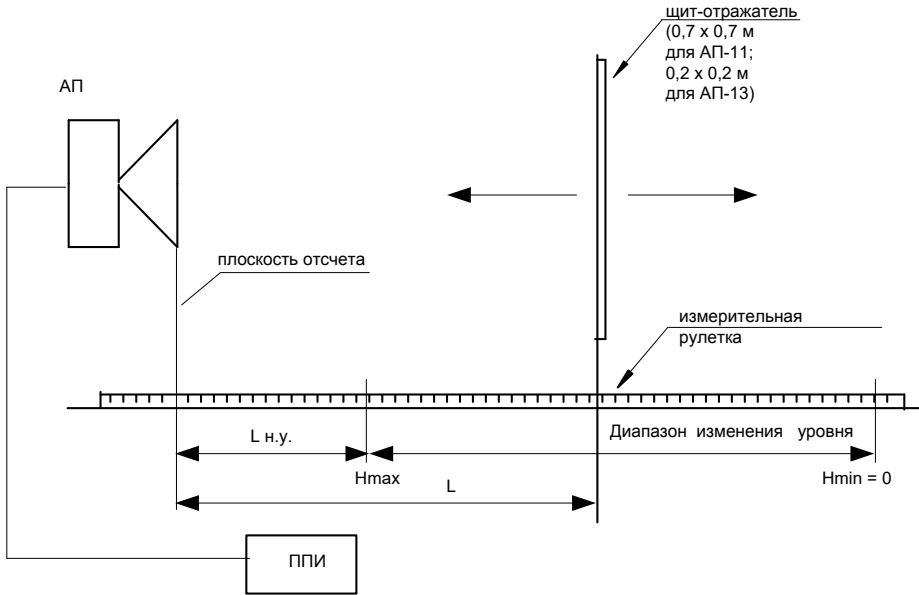 щит-отражатель
(0,7 x 0,7 м
для АП-11;
0,2 x 0,2 м
для АП-13)
АП
плоскость отсчета
измерительная
рулетка
L н.у.
Диапазон изменения уровня
Hmax
L
Hmin = 0
ППИ